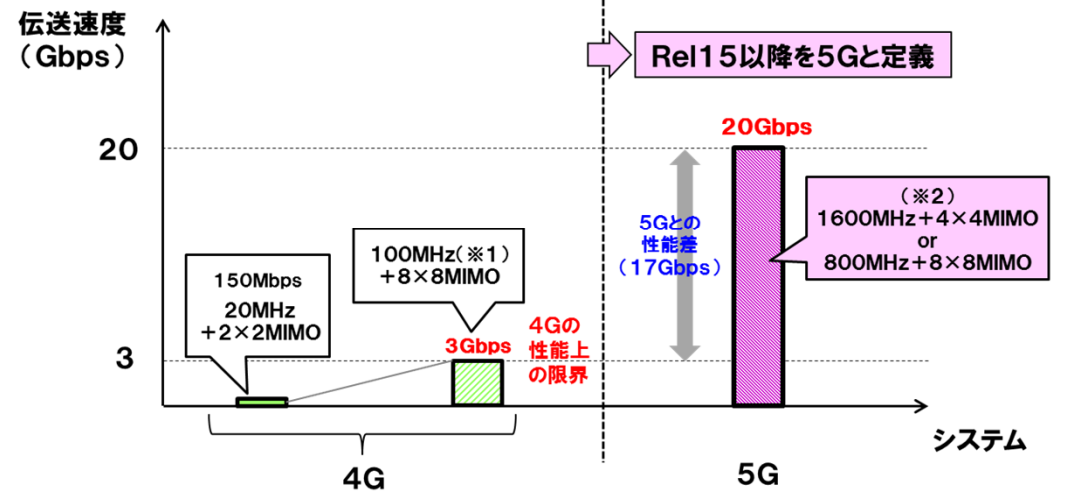 伝送速度
（Gbps）
Rel15以降を5Gと定義
20Gbps
20
（※2）
1600MHz＋4×4MIMO
or
800MHz＋8×8MIMO
5Gとの
性能差
（17Gbps）
100MHz(※1)
＋8×8MIMO
150Mbps
20MHz
＋2×2MIMO
3Gbps
4Gの
性能上
の限界
3
システム
4G
5G